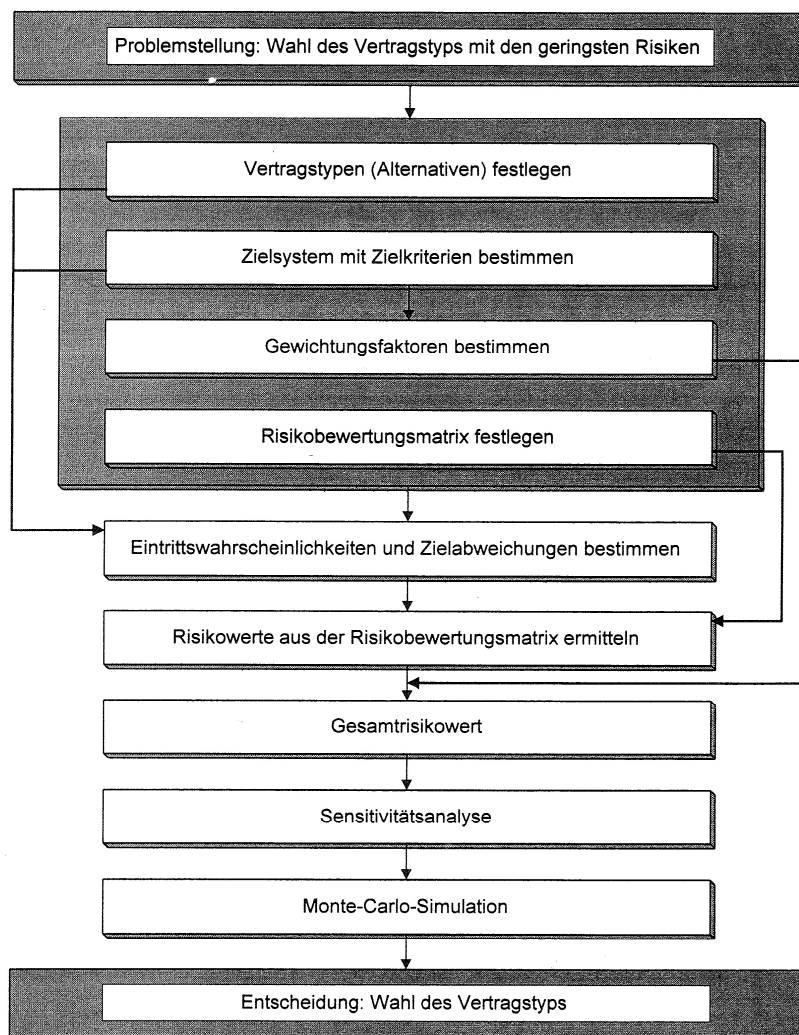 Problemstellung: Wahl des Vertragstyps mit den geringsten Risiken
Vertragstypen (Alternativen) festlegen
Zielsystem mit Zielkriterien bestimmen
Gewichtungsfaktoren bestimmen
Risikobewertungsmatrix festlegen
Eintrittswahrscheinlichkeiten und Zielabweichungen bestimmen
Risikowerte aus der Risikobewertungsmatrix ermitteln
Gesamtrisikowert
Sensitivitätsanalyse
Monte-Carlo-Simulation
Entscheidung: Wahl des Vertragstyps